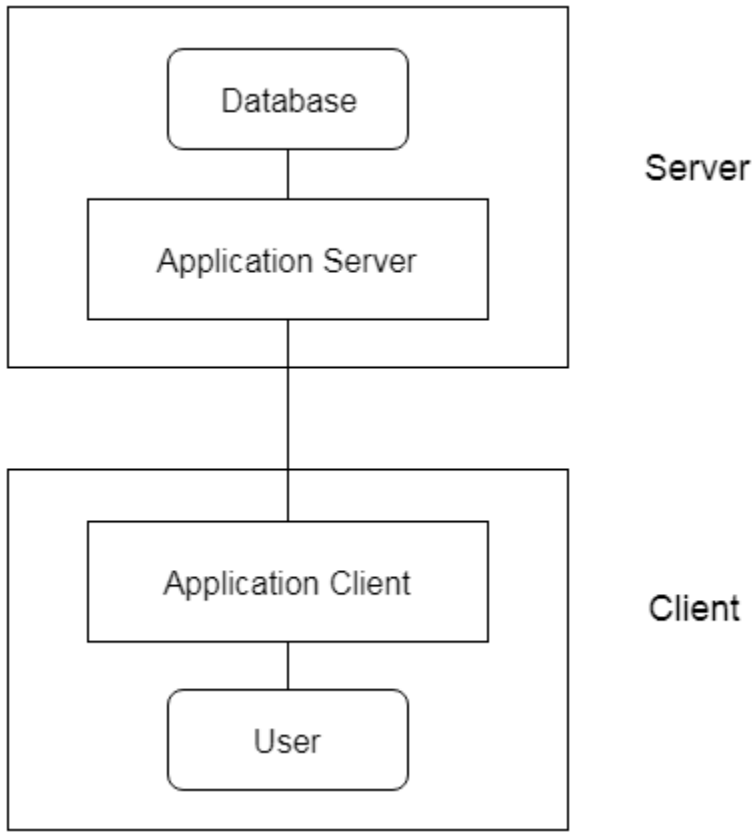 Database
Server
Application Server
Application Client
Client
User